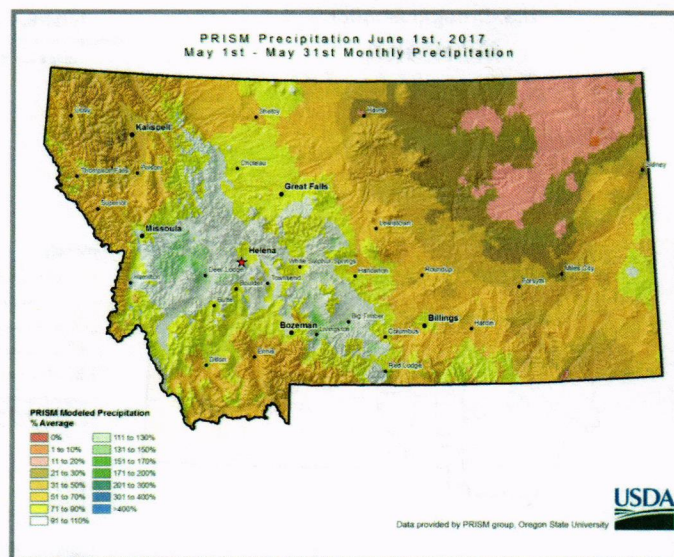 PRISM Precipitation June 1st, 2017
May 1st - May 31st Monthly Precipitation
Libby
Kalispell
Shelby
Havre
Thompson Falls
Polson
Choteau
Sidney
Superior
Great Falls
Missoula
Lewistown
Helena
White Sulphur Springs
Hamilton
Deer Lodge
Townsend
Harlowton
Roundup
Miles City
Boulder
Forsyth
Butte
Big Timber
Bozeman
Livingston
Billings
Columbus
Hardin
Dillon
Ennis
Red Lodge
PRISM Modeled Precipitation
% Average
0%
1 to 10%
11 to 20%
21 to 30%
31 to 50%
51 to 70%
71 to 90%
91 to 110%
111 to 130%
131 to 150%
151 to 170%
171 to 200%
201 to 300%
301 to 400%
>400%
USDA
Data provided by PRISM group, Oregon State University